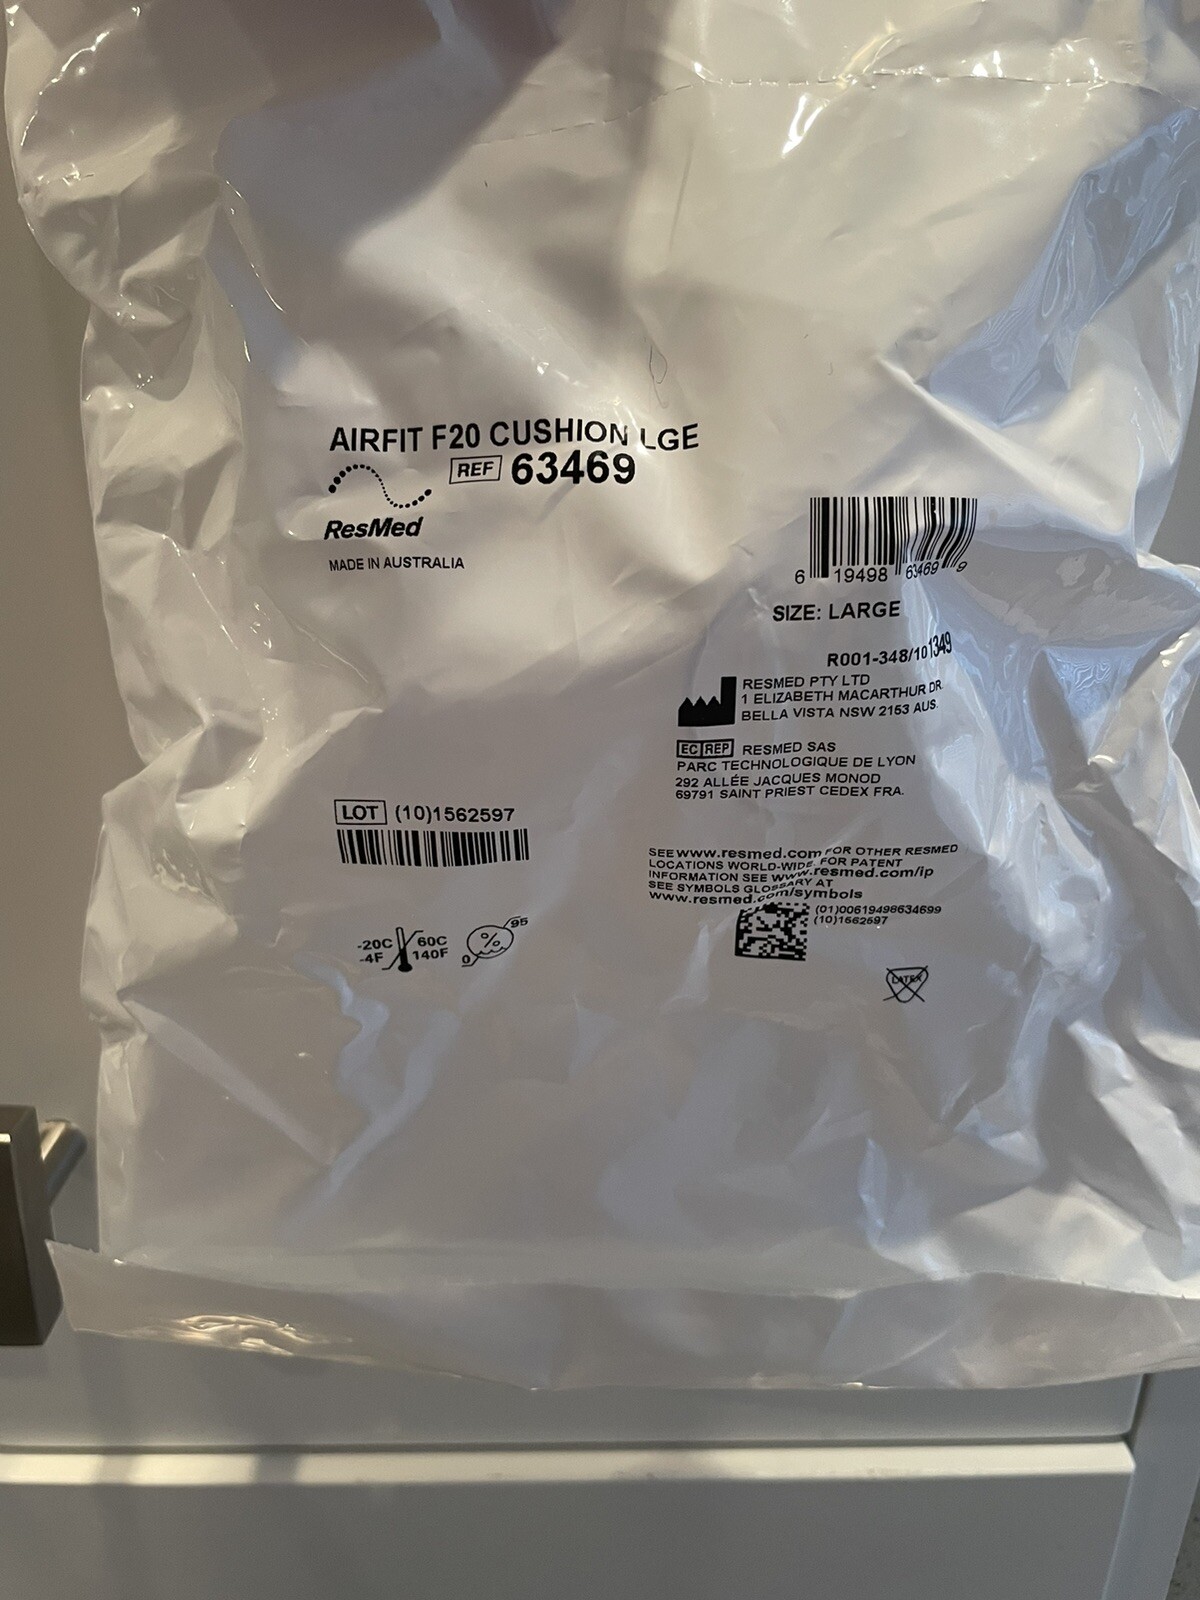 AIRFIT F20 CUSHION LGE
REF 63469
ResMed
MADE IN AUSTRALIA
6 19498 63469 9
SIZE: LARGE
R001-348/10 1349
RESMED PTY LTD
1 ELIZABETH MACARTHUR DR
BELLA VISTA NSW 2153 AUS.
EC REP RESMED SAS
PARC TECHNOLOGIQUE DE LYON
292 ALLÉE JACQUES MONOD
69791 SAINT PRIEST CEDEX FRA.
LOT (10)1562597
SEE www.resmed.com FOR OTHER RESMED
LOCATIONS WORLD-WIDE. FOR PATENT
INFORMATION SEE www.resmed.com/ip
SEE SYMBOLS GLOSSARY AT
www.resmed.com/symbols
(01)00619498634699
(10)1562597
-20C 60C
-4F 140F
0 % 95
LATEX